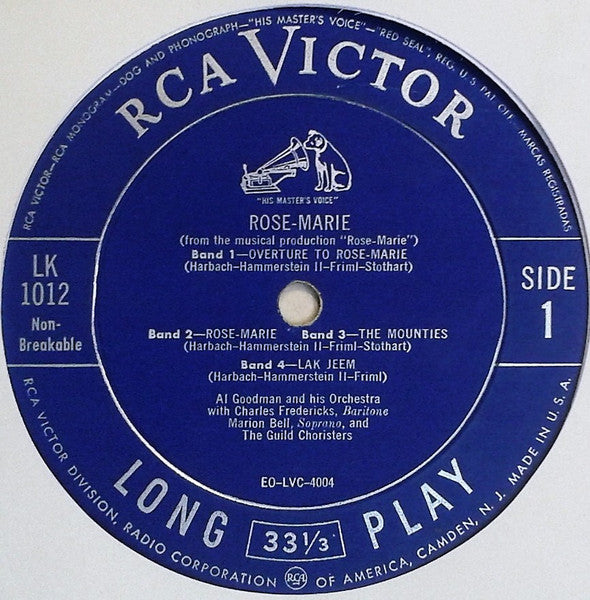 RCA VICTOR—RCA MONOGRAM—DOG AND PHONOGRAPH—"HIS MASTER'S VOICE"—"RED SEAL", REG. U. S. PAT. OFF. MARCAS REGISTRADAS
RCA VICTOR
"HIS MASTER'S VOICE"
ROSE-MARIE
(from the musical production "Rose-Marie")
Band 1—OVERTURE TO ROSE-MARIE
(Harbach-Hammerstein II–Friml-Stothart)
LK
1012
Non-
Breakable
SIDE
1
Band 2—ROSE-MARIE Band 3—THE MOUNTIES
(Harbach-Hammerstein II–Friml-Stothart)
Band 4—LAK JEEM
(Harbach-Hammerstein II–Friml)
Al Goodman and his Orchestra
with Charles Fredericks, Baritone
Marion Bell, Soprano, and
The Guild Choristers
EO-LVC-4004
LONG 33 1/3 PLAY
RCA VICTOR DIVISION, RADIO CORPORATION RCA OF AMERICA, CAMDEN, N. J. MADE IN U.S.A.